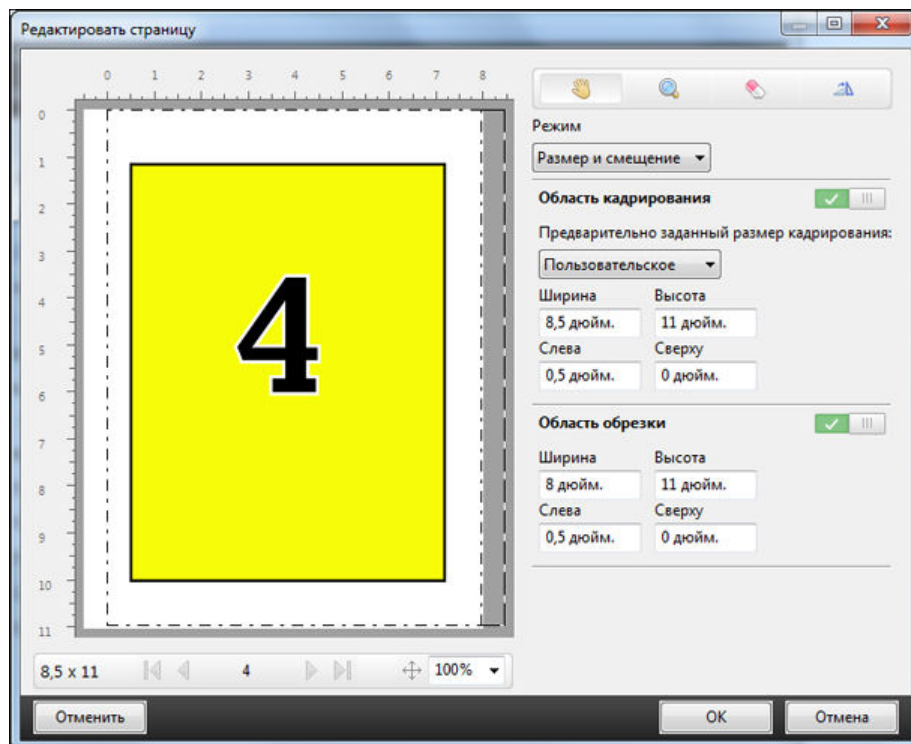 Редактировать страницу
0 1 2 3 4 5 6 7 8
0
1
2
3
4
5
6
7
8
9
10
11
4
8,5 x 11 4 100%
Режим
Размер и смещение
Область кадрирования
Предварительно заданный размер кадрирования:
Пользовательское
Ширина Высота
8,5 дюйм. 11 дюйм.
Слева Сверху
0,5 дюйм. 0 дюйм.
Область обрезки
Ширина Высота
8 дюйм. 11 дюйм.
Слева Сверху
0,5 дюйм. 0 дюйм.
Отменить OK Отмена